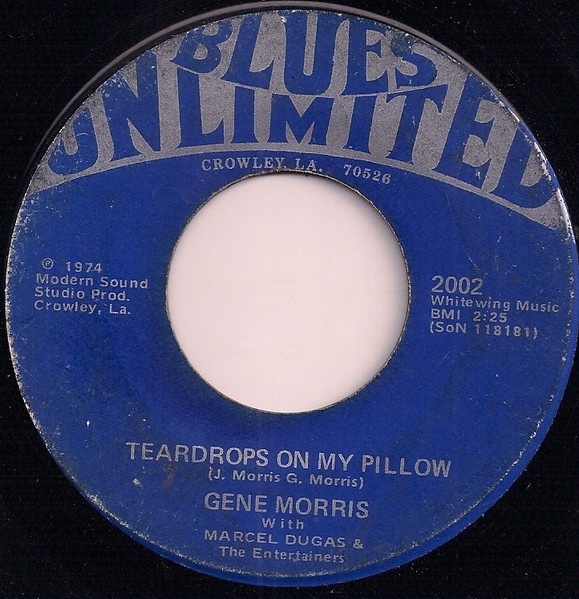 BLUES
UNLIMITED
CROWLEY, LA. 70526
℗ 1974
Modern Sound
Studio Prod.
Crowley, La.
2002
Whitewing Music
BMI 2:25
(SoN 118181)
TEARDROPS ON MY PILLOW
(J. Morris G. Morris)
GENE MORRIS
With
MARCEL DUGAS &
The Entertainers